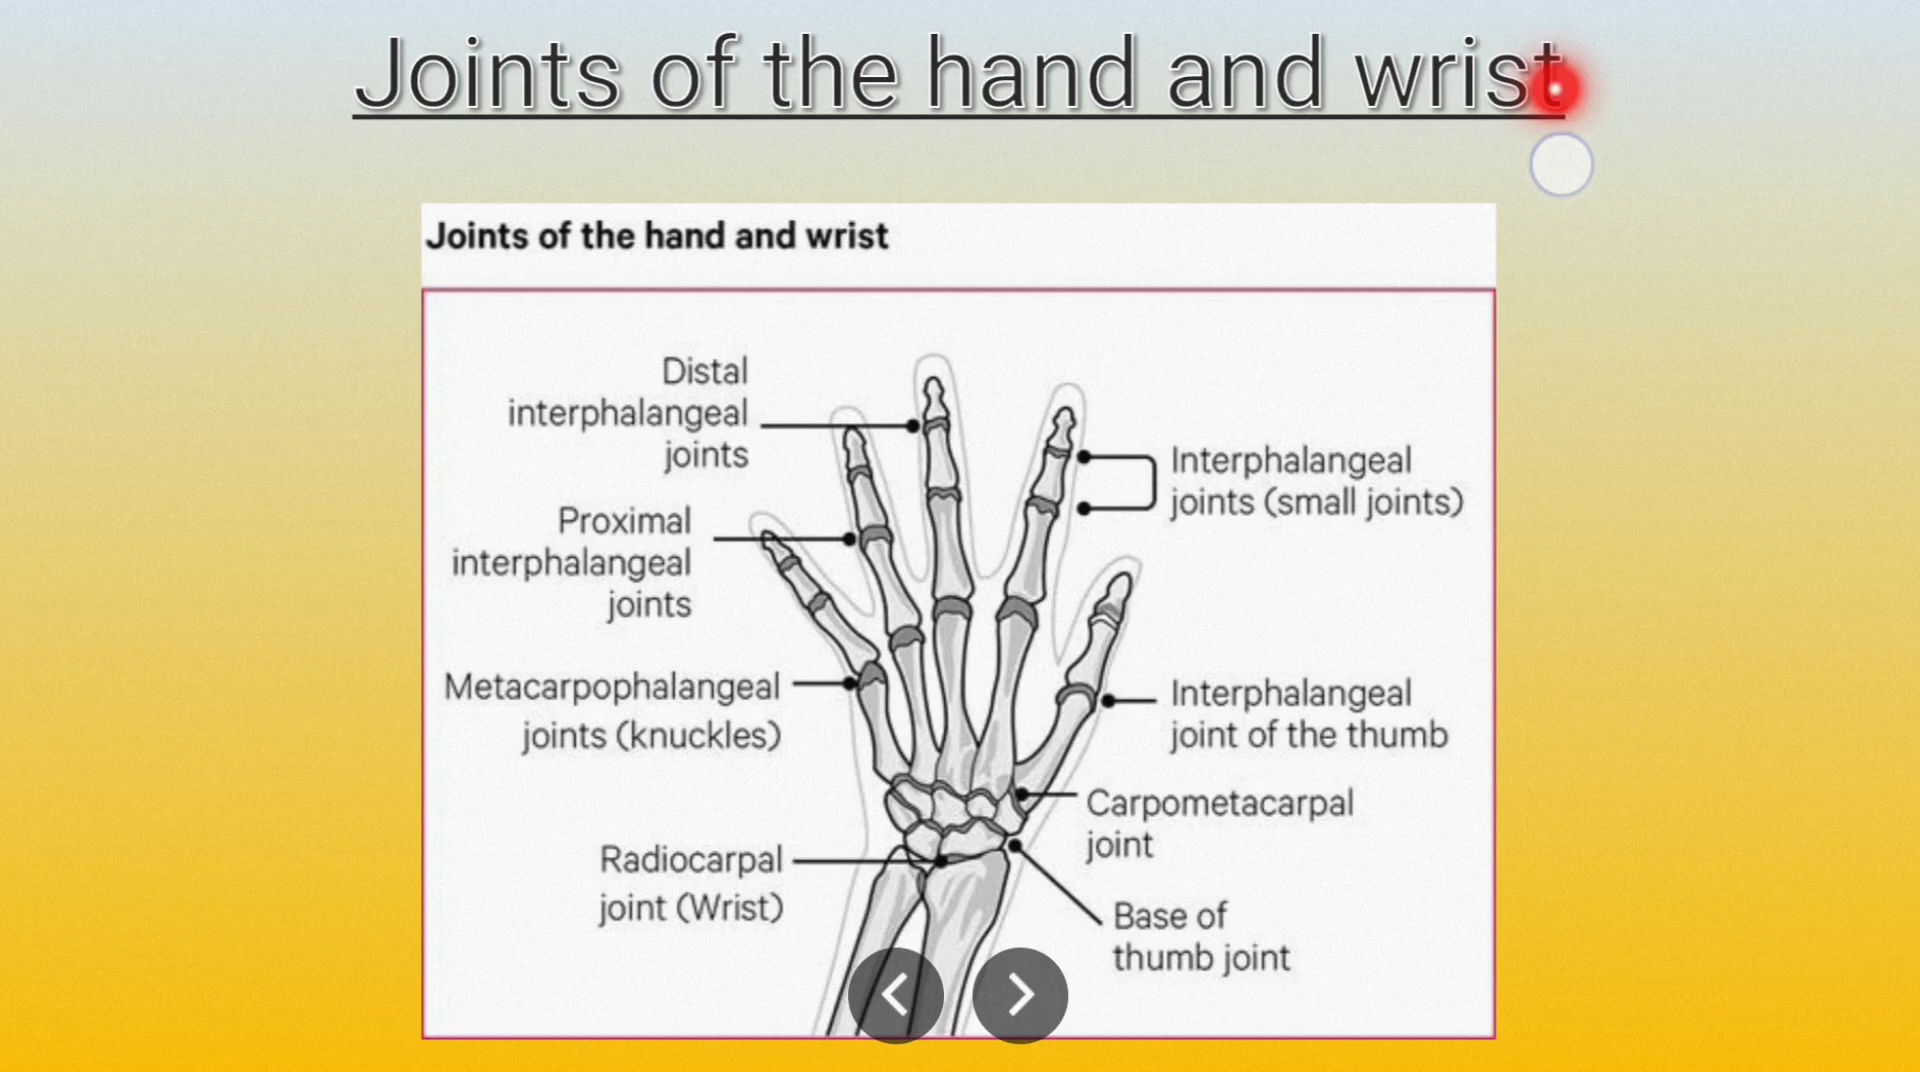 Joints of the hand and wrist
Joints of the hand and wrist
Distal
interphalangeal
joints
Proximal
interphalangeal
joints
Metacarpophalangeal
joints (knuckles)
Radiocarpal
joint (Wrist)
Interphalangeal
joints (small joints)
Interphalangeal
joint of the thumb
Carpometacarpal
joint
Base of
thumb joint